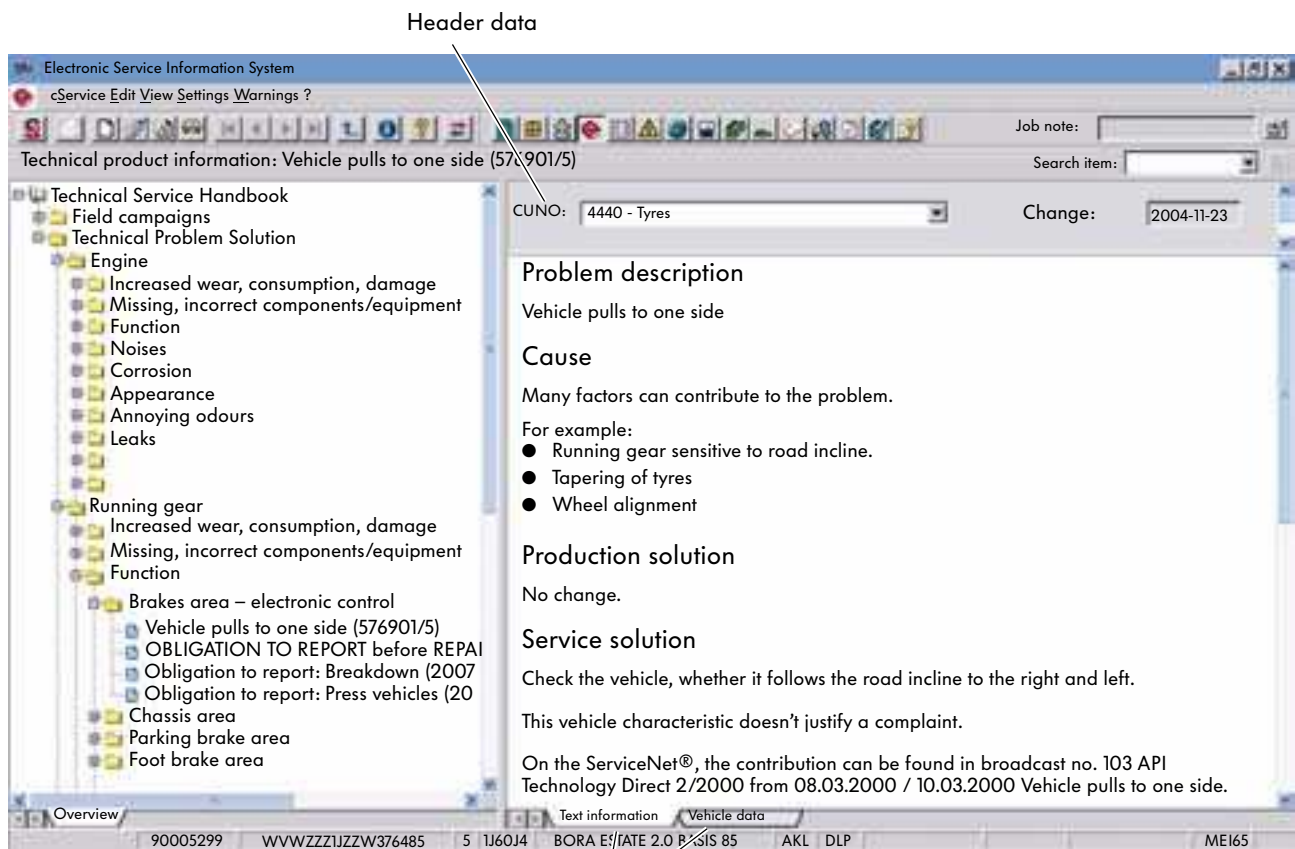 Header data
Electronic Service Information System
cService Edit View Settings Warnings ?
Job note:
Technical product information: Vehicle pulls to one side (576901/5)
Search item:
Technical Service Handbook
Field campaigns
Technical Problem Solution
Engine
Increased wear, consumption, damage
Missing, incorrect components/equipment
Function
Noises
Corrosion
Appearance
Annoying odours
Leaks
Running gear
Increased wear, consumption, damage
Missing, incorrect components/equipment
Function
Brakes area – electronic control
Vehicle pulls to one side (576901/5)
OBLIGATION TO REPORT before REPAI
Obligation to report: Breakdown (2007
Obligation to report: Press vehicles (20
Chassis area
Parking brake area
Foot brake area
Overview
CUNO: 4440 - Tyres Change: 2004-11-23
Problem description
Vehicle pulls to one side
Cause
Many factors can contribute to the problem.
For example:
● Running gear sensitive to road incline.
● Tapering of tyres
● Wheel alignment
Production solution
No change.
Service solution
Check the vehicle, whether it follows the road incline to the right and left.
This vehicle characteristic doesn't justify a complaint.
On the ServiceNet®, the contribution can be found in broadcast no. 103 API
Technology Direct 2/2000 from 08.03.2000 / 10.03.2000 Vehicle pulls to one side.
Text information Vehicle data
90005299 WVWZZZ1JZZW376485 5 1J60J4 BORA ESTATE 2.0 BASIS 85 AKL DLP MEI65